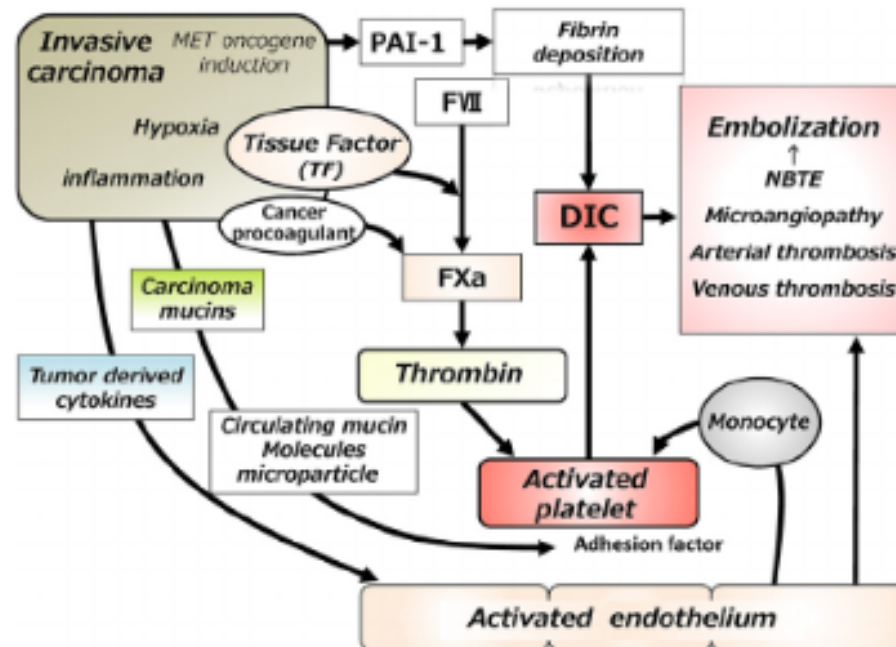 Invasive
carcinoma
MET oncogene
induction
PAI-1
Fibrin
deposition
FⅦ
Hypoxia
Tissue Factor
(TF)
inflammation
Cancer
procoagulant
DIC
Embolization
↑
NBTE
Microangiopathy
Arterial thrombosis
Venous thrombosis
FXa
Carcinoma
mucins
Thrombin
Tumor derived
cytokines
Circulating mucin
Molecules
microparticle
Monocyte
Activated
platelet
Adhesion factor
Activated endothelium